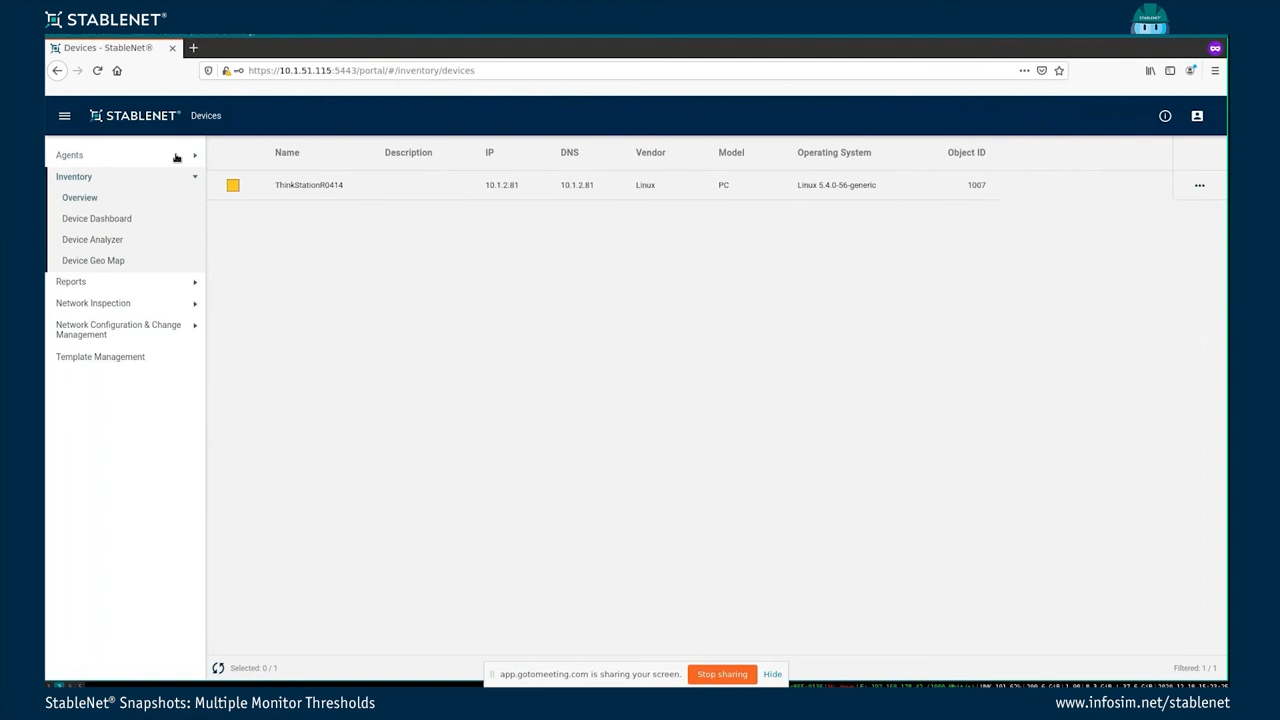 STABLENET®
STABLENET
Devices - StableNet®
https://10.1.51.115:5443/portal/#/inventory/devices
STABLENET® Devices
Agents
Inventory
Overview
Device Dashboard
Device Analyzer
Device Geo Map
Reports
Network Inspection
Network Configuration & Change
Management
Template Management
Name Description IP DNS Vendor Model Operating System Object ID
ThinkStationR0414 10.1.2.81 10.1.2.81 Linux PC Linux 5.4.0-56-generic 1007
Selected: 0 / 1
Filtered: 1 / 1
app.gotomeeting.com is sharing your screen. Stop sharing Hide
StableNet® Snapshots: Multiple Monitor Thresholds
www.infosim.net/stablenet